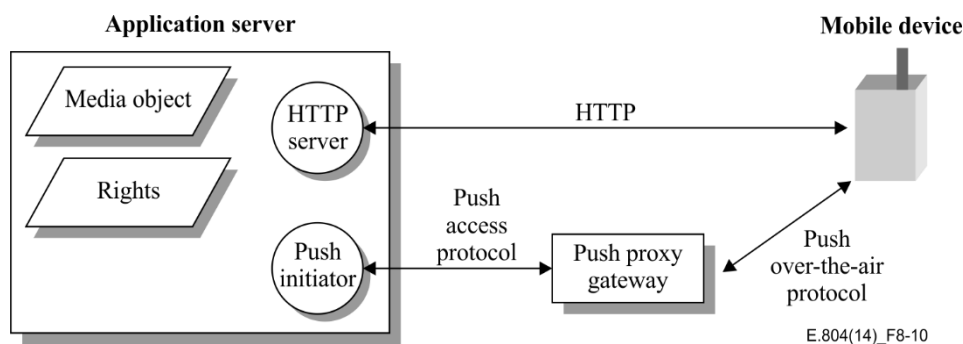 Application server
Mobile device
Media object
HTTP
server
HTTP
Rights
Push
access
protocol
Push
initiator
Push proxy
gateway
Push
over-the-air
protocol
E.804(14)_F8-10